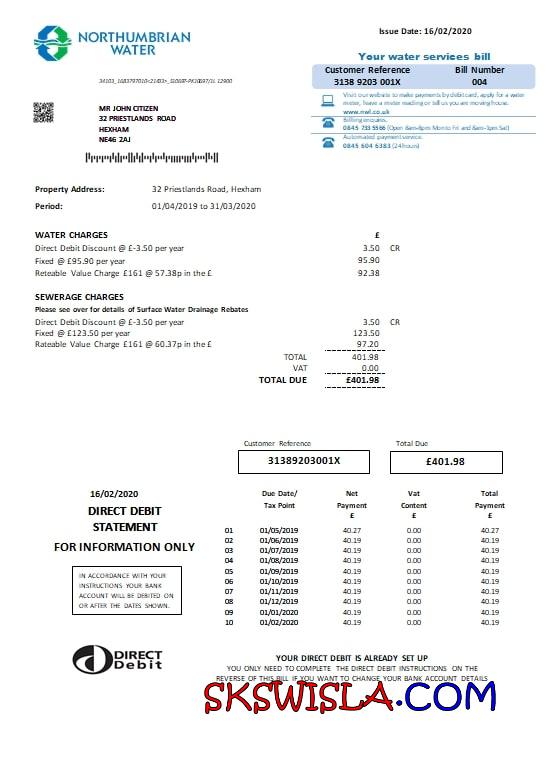 NORTHUMBRIAN
WATER
Issue Date: 16/02/2020
Your water services bill
Customer Reference Bill Number
3138 9203 001X 004
Visit our website to make payments by debit card, apply for a water
meter, leave a meter reading or tell us you are moving house.
www.nwl.co.uk
Billing enquiries
0845 733 5566 (Open 8am-8pm Mon to Fri and 8am-1pm Sat)
Automated payment service
0845 604 6383 (24 hours)
MR JOHN CITIZEN
32 PRIESTLANDS ROAD
HEXHAM
NE46 2AJ
Property Address: 32 Priestlands Road, Hexham
Period: 01/04/2019 to 31/03/2020
WATER CHARGES £
Direct Debit Discount @ £-3.50 per year 3.50 CR
Fixed @ £95.90 per year 95.90
Reteable Value Charge £161 @ 57.38p in the £ 92.38
SEWERAGE CHARGES
Please see over for details of Surface Water Drainage Rebates
Direct Debit Discount @ £-3.50 per year 3.50 CR
Fixed @ £123.50 per year 123.50
Rateable Value Charge £161 @ 60.37p in the £ 97.20
TOTAL 401.98
VAT 0.00
TOTAL DUE £401.98
Customer Reference Total Due
31389203001X £401.98
16/02/2020
DIRECT DEBIT
STATEMENT
FOR INFORMATION ONLY
IN ACCORDANCE WITH YOUR
INSTRUCTIONS YOUR BANK
ACCOUNT WILL BE DEBITED ON
OR AFTER THE DATES SHOWN.
Due Date/ Net Vat Total
Tax Point Payment Content Payment
£ £ £
01 01/05/2019 40.27 0.00 40.27
02 01/06/2019 40.19 0.00 40.19
03 01/07/2019 40.19 0.00 40.19
04 01/08/2019 40.19 0.00 40.19
05 01/09/2019 40.19 0.00 40.19
06 01/10/2019 40.19 0.00 40.19
07 01/11/2019 40.19 0.00 40.19
08 01/12/2019 40.19 0.00 40.19
09 01/01/2020 40.19 0.00 40.19
10 01/02/2020 40.19 0.00 40.19
DIRECT
Debit
YOUR DIRECT DEBIT IS ALREADY SET UP
YOU ONLY NEED TO COMPLETE THE DIRECT DEBIT INSTRUCTIONS ON THE
REVERSE OF THIS BILL IF YOU WANT TO CHANGE YOUR BANK ACCOUNT DETAILS
SKSWISLA.COM